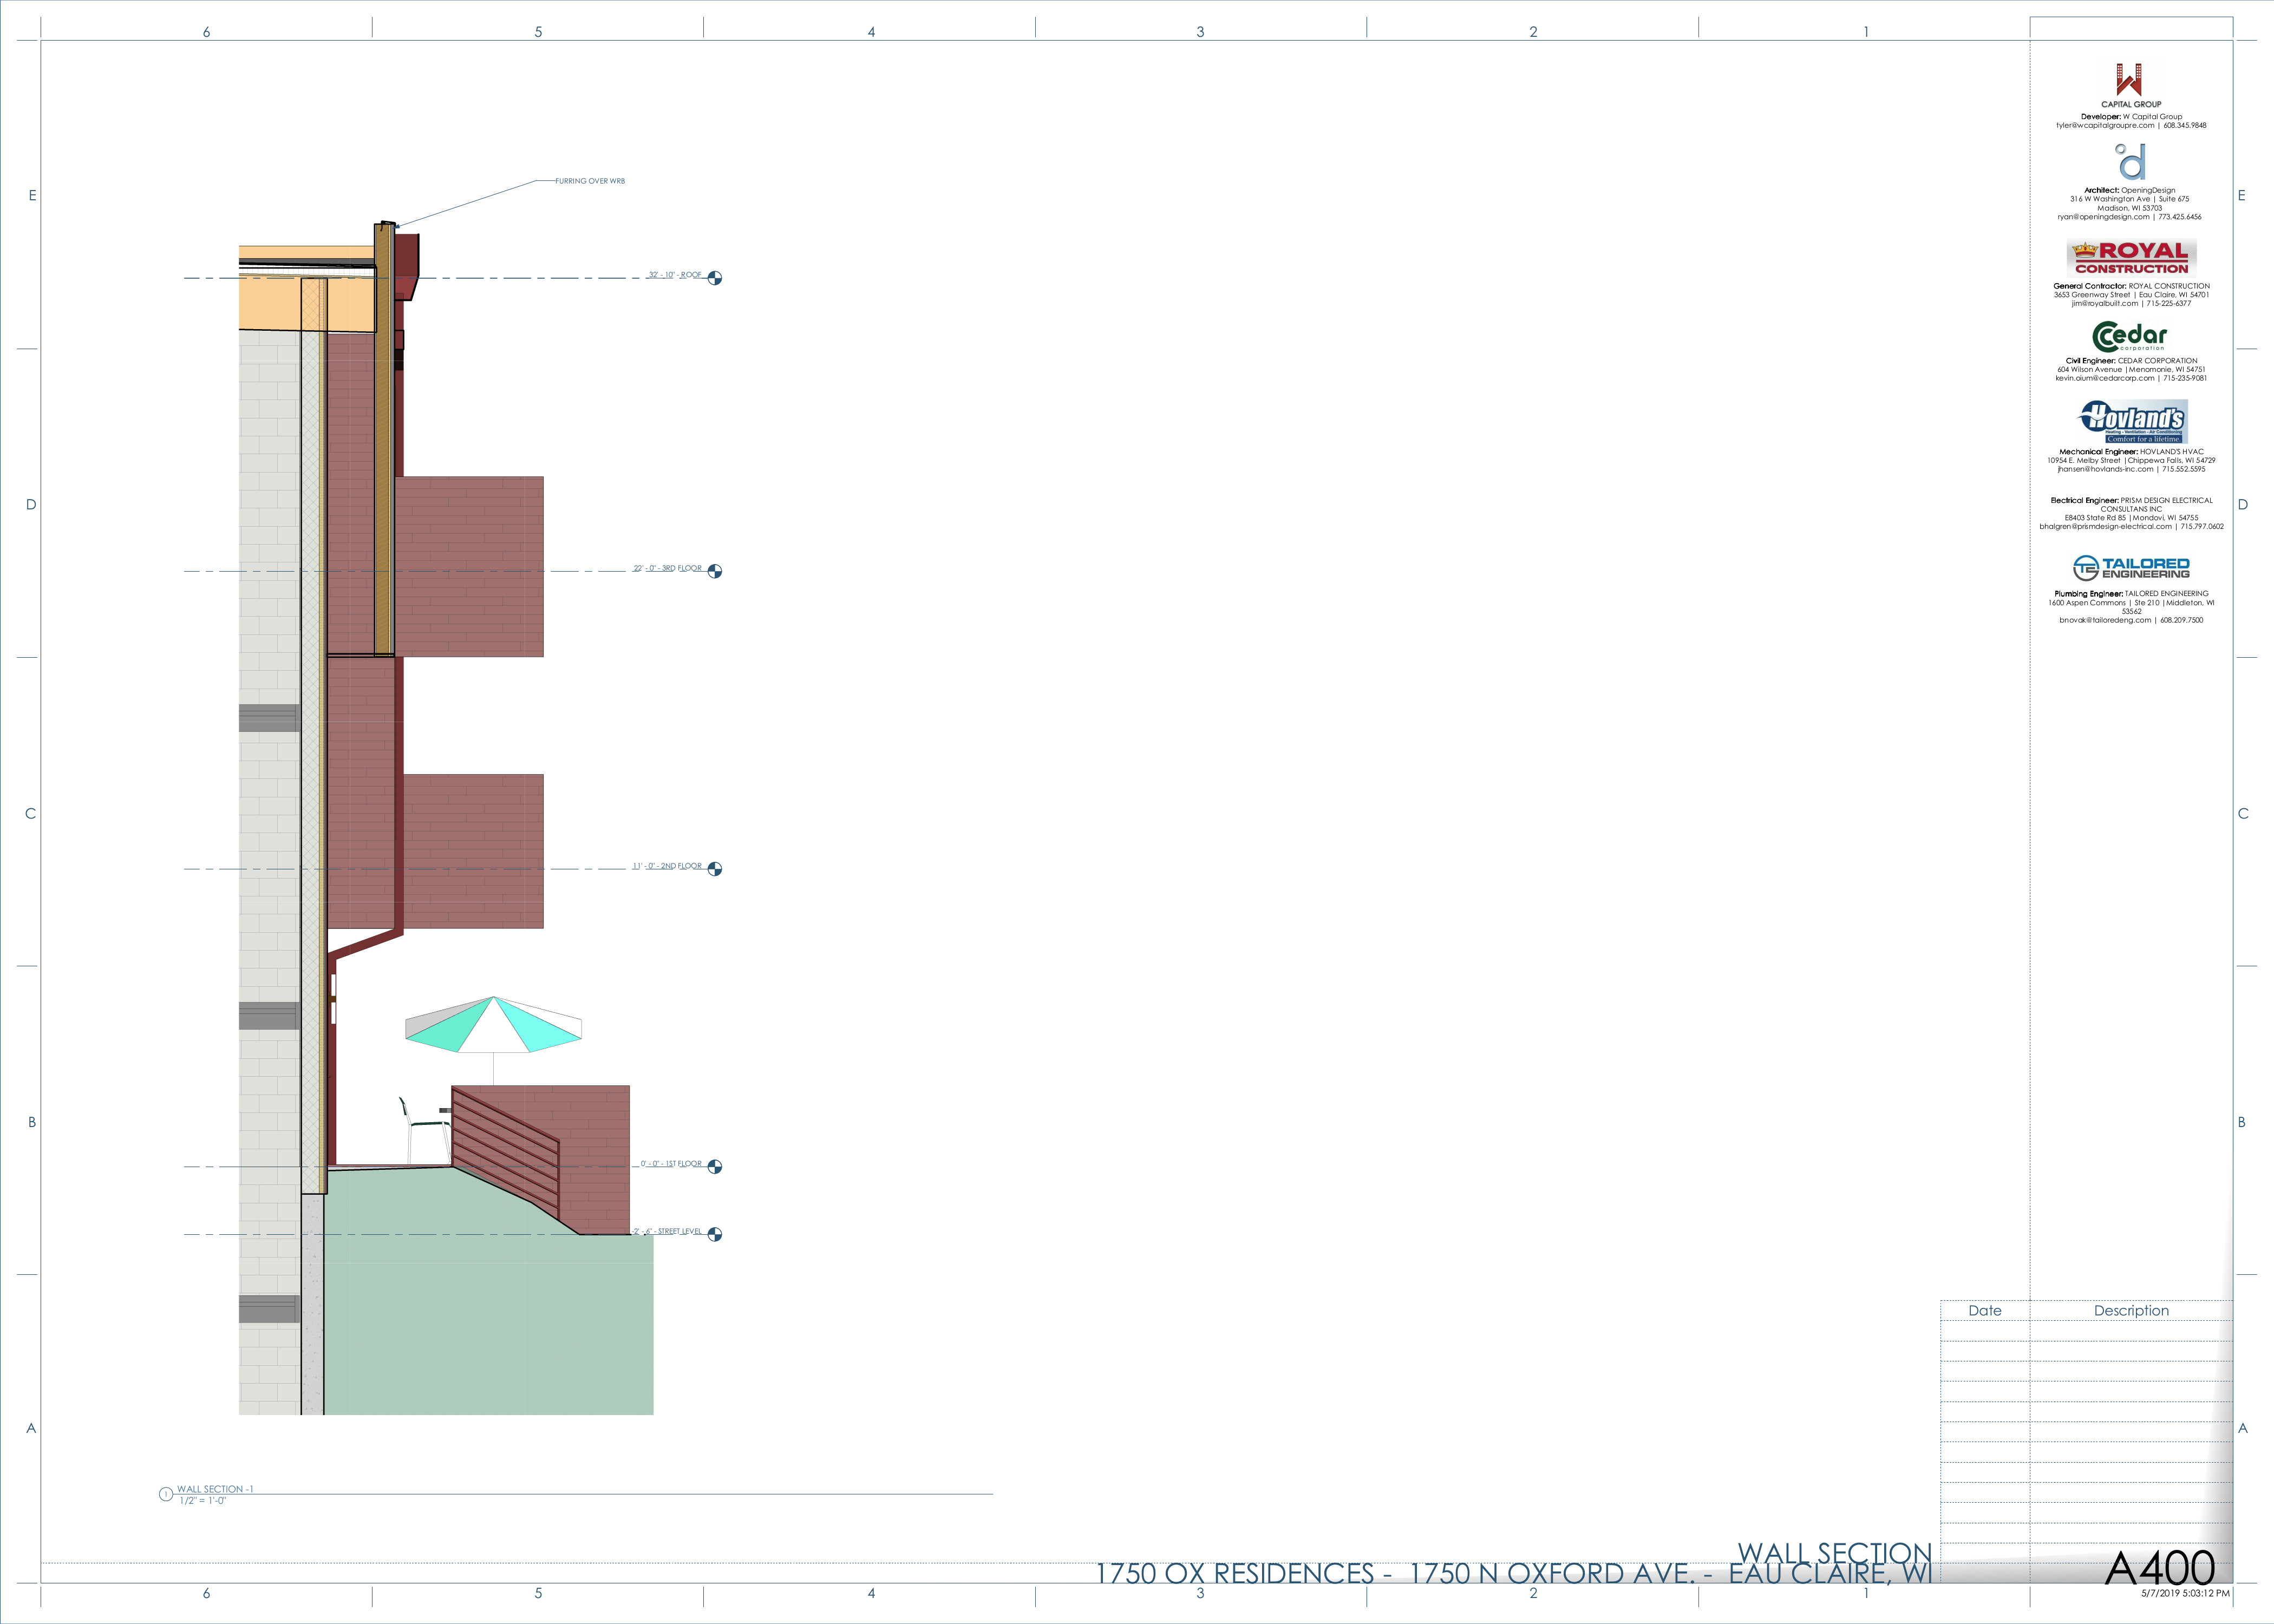 6 5 4 3 2 1
E
D
C
B
A
FURRING OVER WRB
32' - 10" - ROOF
22' - 0" - 3RD FLOOR
11' - 0" - 2ND FLOOR
0' - 0" - 1ST FLOOR
-2' - 6" - STREET LEVEL
1 WALL SECTION -1
1/2" = 1'-0"
W
CAPITAL GROUP
Developer: W Capital Group
tyler@wcapitalgroupre.com | 608.345.9848
d
Architect: OpeningDesign
316 W Washington Ave | Suite 675
Madison, WI 53703
ryan@openingdesign.com | 773.425.6456
ROYAL
CONSTRUCTION
General Contractor: ROYAL CONSTRUCTION
3653 Greenway Street | Eau Claire, WI 54701
jim@royalbuilt.com | 715-225-6377
Cedar
corporation
Civil Engineer: CEDAR CORPORATION
604 Wilson Avenue |Menomonie, WI 54751
kevin.oium@cedarcorp.com | 715-235-9081
Hovland's
Heating - Ventilation - Air Conditioning
Comfort for a lifetime.
Mechanical Engineer: HOVLAND'S HVAC
10954 E. Melby Street |Chippewa Falls, WI 54729
jhansen@hovlands-inc.com | 715.552.5595
Electrical Engineer: PRISM DESIGN ELECTRICAL
CONSULTANS INC
E8403 State Rd 85 |Mondovi, WI 54755
bhalgren@prismdesign-electrical.com | 715.797.0602
TE TAILORED
ENGINEERING
Plumbing Engineer: TAILORED ENGINEERING
1600 Aspen Commons | Ste 210 |Middleton, WI
53562
bnovak@tailoredeng.com | 608.209.7500
E
D
C
B
A
Date Description
WALL SECTION
1750 OX RESIDENCES - 1750 N OXFORD AVE. - EAU CLAIRE, WI
A400
5/7/2019 5:03:12 PM
6 5 4 3 2 1